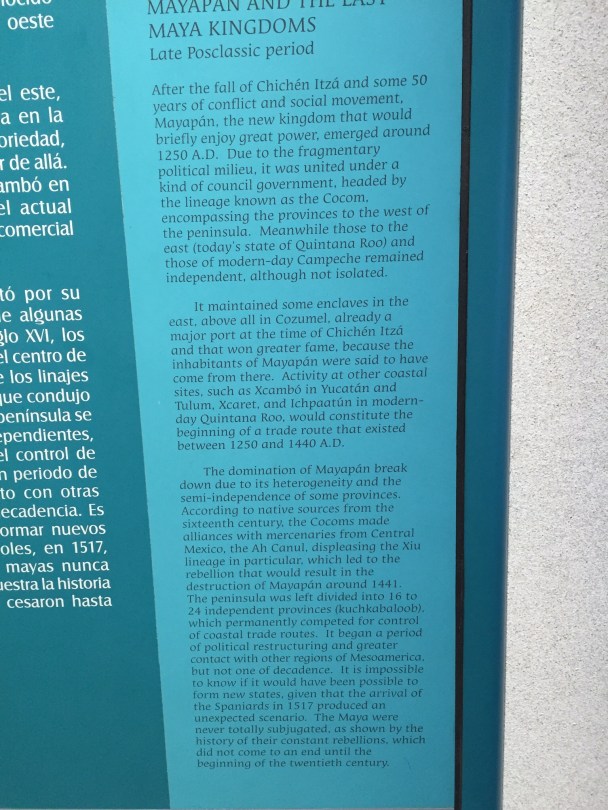 oeste
el este,
a en la
oriedad,
r de allá.
ambó en
el actual
comercial
tó por su
e algunas
glo XVI, los
el centro de
e los linajes
que condujo
península se
ependientes,
el control de
n periodo de
to con otras
decadencia. Es
ormar nuevos
oles, en 1517,
mayas nunca
uestra la historia
cesaron hasta
MAYAPÁN AND THE LAST
MAYA KINGDOMS
Late Posclassic period
After the fall of Chichén Itzá and some 50
years of conflict and social movement,
Mayapán, the new kingdom that would
briefly enjoy great power, emerged around
1250 A.D. Due to the fragmentary
political milieu, it was united under a
kind of council government, headed by
the lineage known as the Cocom,
encompassing the provinces to the west of
the peninsula. Meanwhile those to the
east (today's state of Quintana Roo) and
those of modern-day Campeche remained
independent, although not isolated.
It maintained some enclaves in the
east, above all in Cozumel, already a
major port at the time of Chichén Itzá
and that won greater fame, because the
inhabitants of Mayapán were said to have
come from there. Activity at other coastal
sites, such as Xcambó in Yucatán and
Tulum, Xcaret, and Ichpaatún in modern-
day Quintana Roo, would constitute the
beginning of a trade route that existed
between 1250 and 1440 A.D.
The domination of Mayapán break
down due to its heterogeneity and the
semi-independence of some provinces.
According to native sources from the
sixteenth century, the Cocoms made
alliances with mercenaries from Central
Mexico, the Ah Canul, displeasing the Xiu
lineage in particular, which led to the
rebellion that would result in the
destruction of Mayapán around 1441.
The peninsula was left divided into 16 to
24 independent provinces (kuchkabaloob),
which permanently competed for control
of coastal trade routes. It began a period
of political restructuring and greater
contact with other regions of Mesoamerica,
but not one of decadence. It is impossible
to know if it would have been possible to
form new states, given that the arrival of
the Spaniards in 1517 produced an
unexpected scenario. The Maya were
never totally subjugated, as shown by the
history of their constant rebellions, which
did not come to an end until the
beginning of the twentieth century.